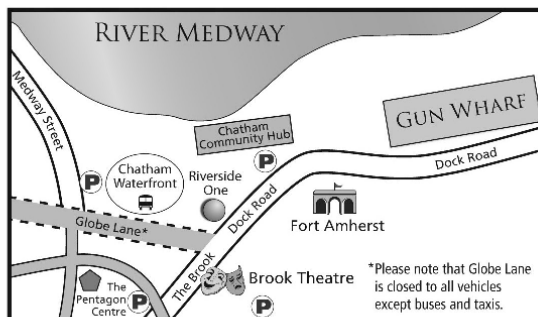 RIVER MEDWAY
Medway Street
Chatham
Community Hub
GUN WHARF
P
Dock Road
P
Chatham
Waterfront
Riverside
One
Dock Road
Fort Amherst
Globe Lane*
The Brook
Brook Theatre
The
Pentagon
Centre
P
P
*Please note that Globe Lane
is closed to all vehicles
except buses and taxis.